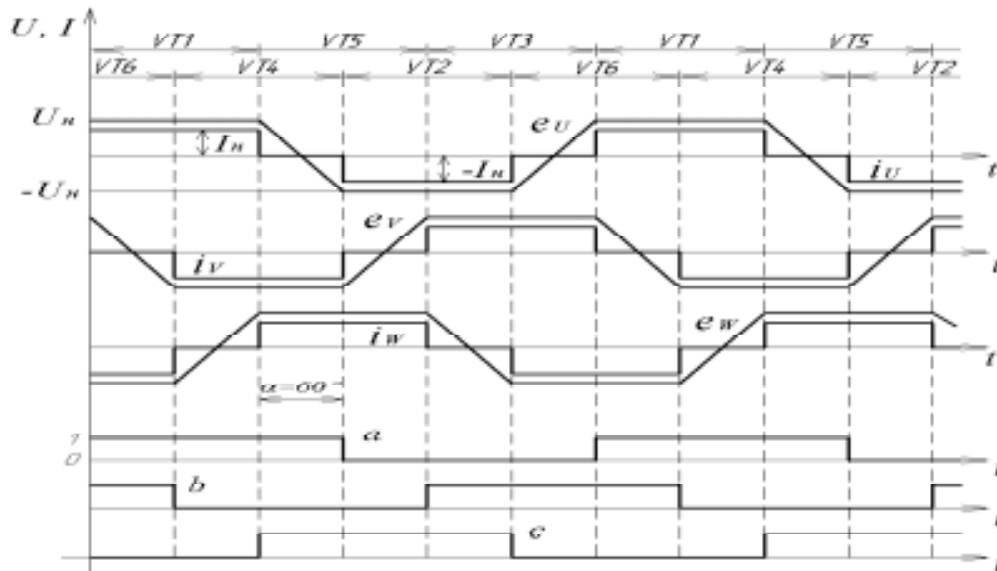 U, I
VT1 VT5 VT3 VT1 VT5
VT6 VT4 VT2 VT6 VT4 VT2
Uн
Iн
eU
-Iн
iU
t
-Uн
eV
iV
eW
iW
t
1
a
0
b
c